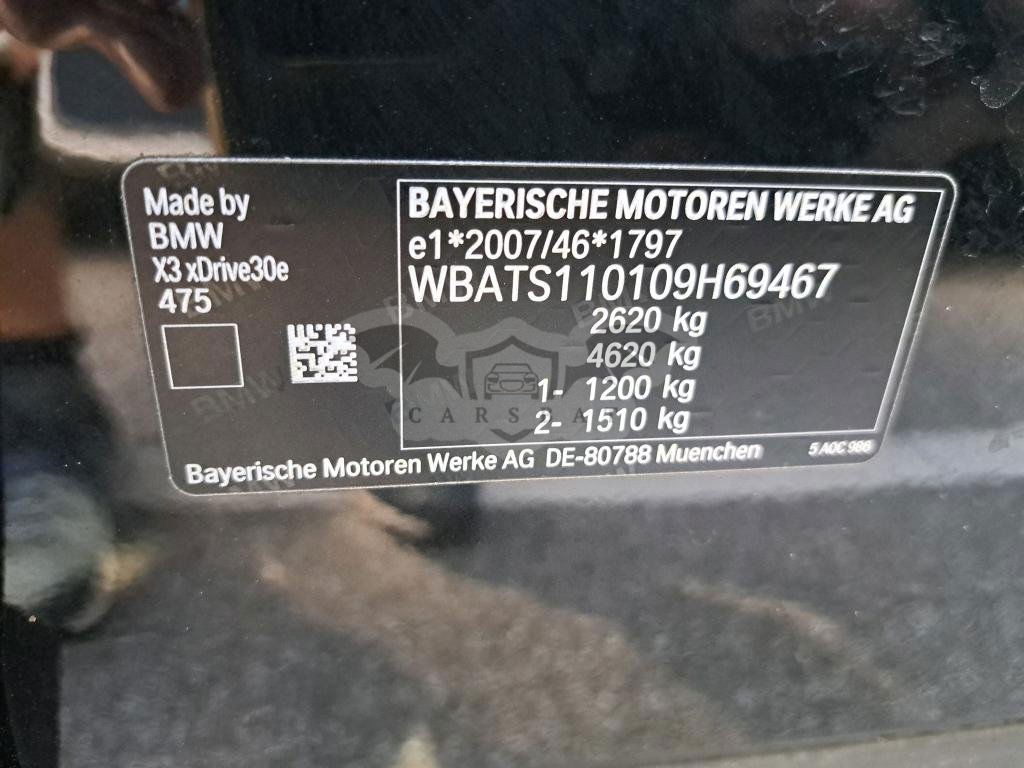 Made by
BMW
X3 xDrive30e
475
BAYERISCHE MOTOREN WERKE AG
e1*2007/46*1797
WBATS110109H69467
2620 kg
4620 kg
1- 1200 kg
2- 1510 kg
Bayerische Motoren Werke AG DE-80788 Muenchen
5 A0C 986